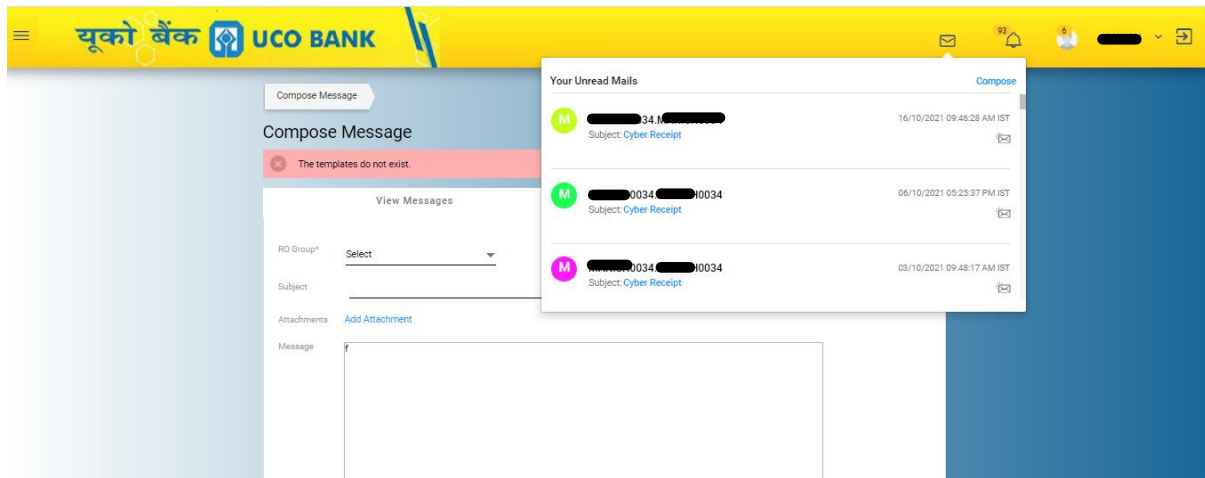 यूको बैंक UCO BANK
93
6
Compose Message
Compose Message
The templates do not exist.
View Messages
RO Group*
Select
Subject
Attachments
Add Attachment
Message
f
Your Unread Mails
Compose
M
34.
16/10/2021 09:46:28 AM IST
Subject: Cyber Receipt
M
0034.
0034
06/10/2021 05:25:37 PM IST
Subject: Cyber Receipt
M
0034.
0034
03/10/2021 09:48:17 AM IST
Subject: Cyber Receipt